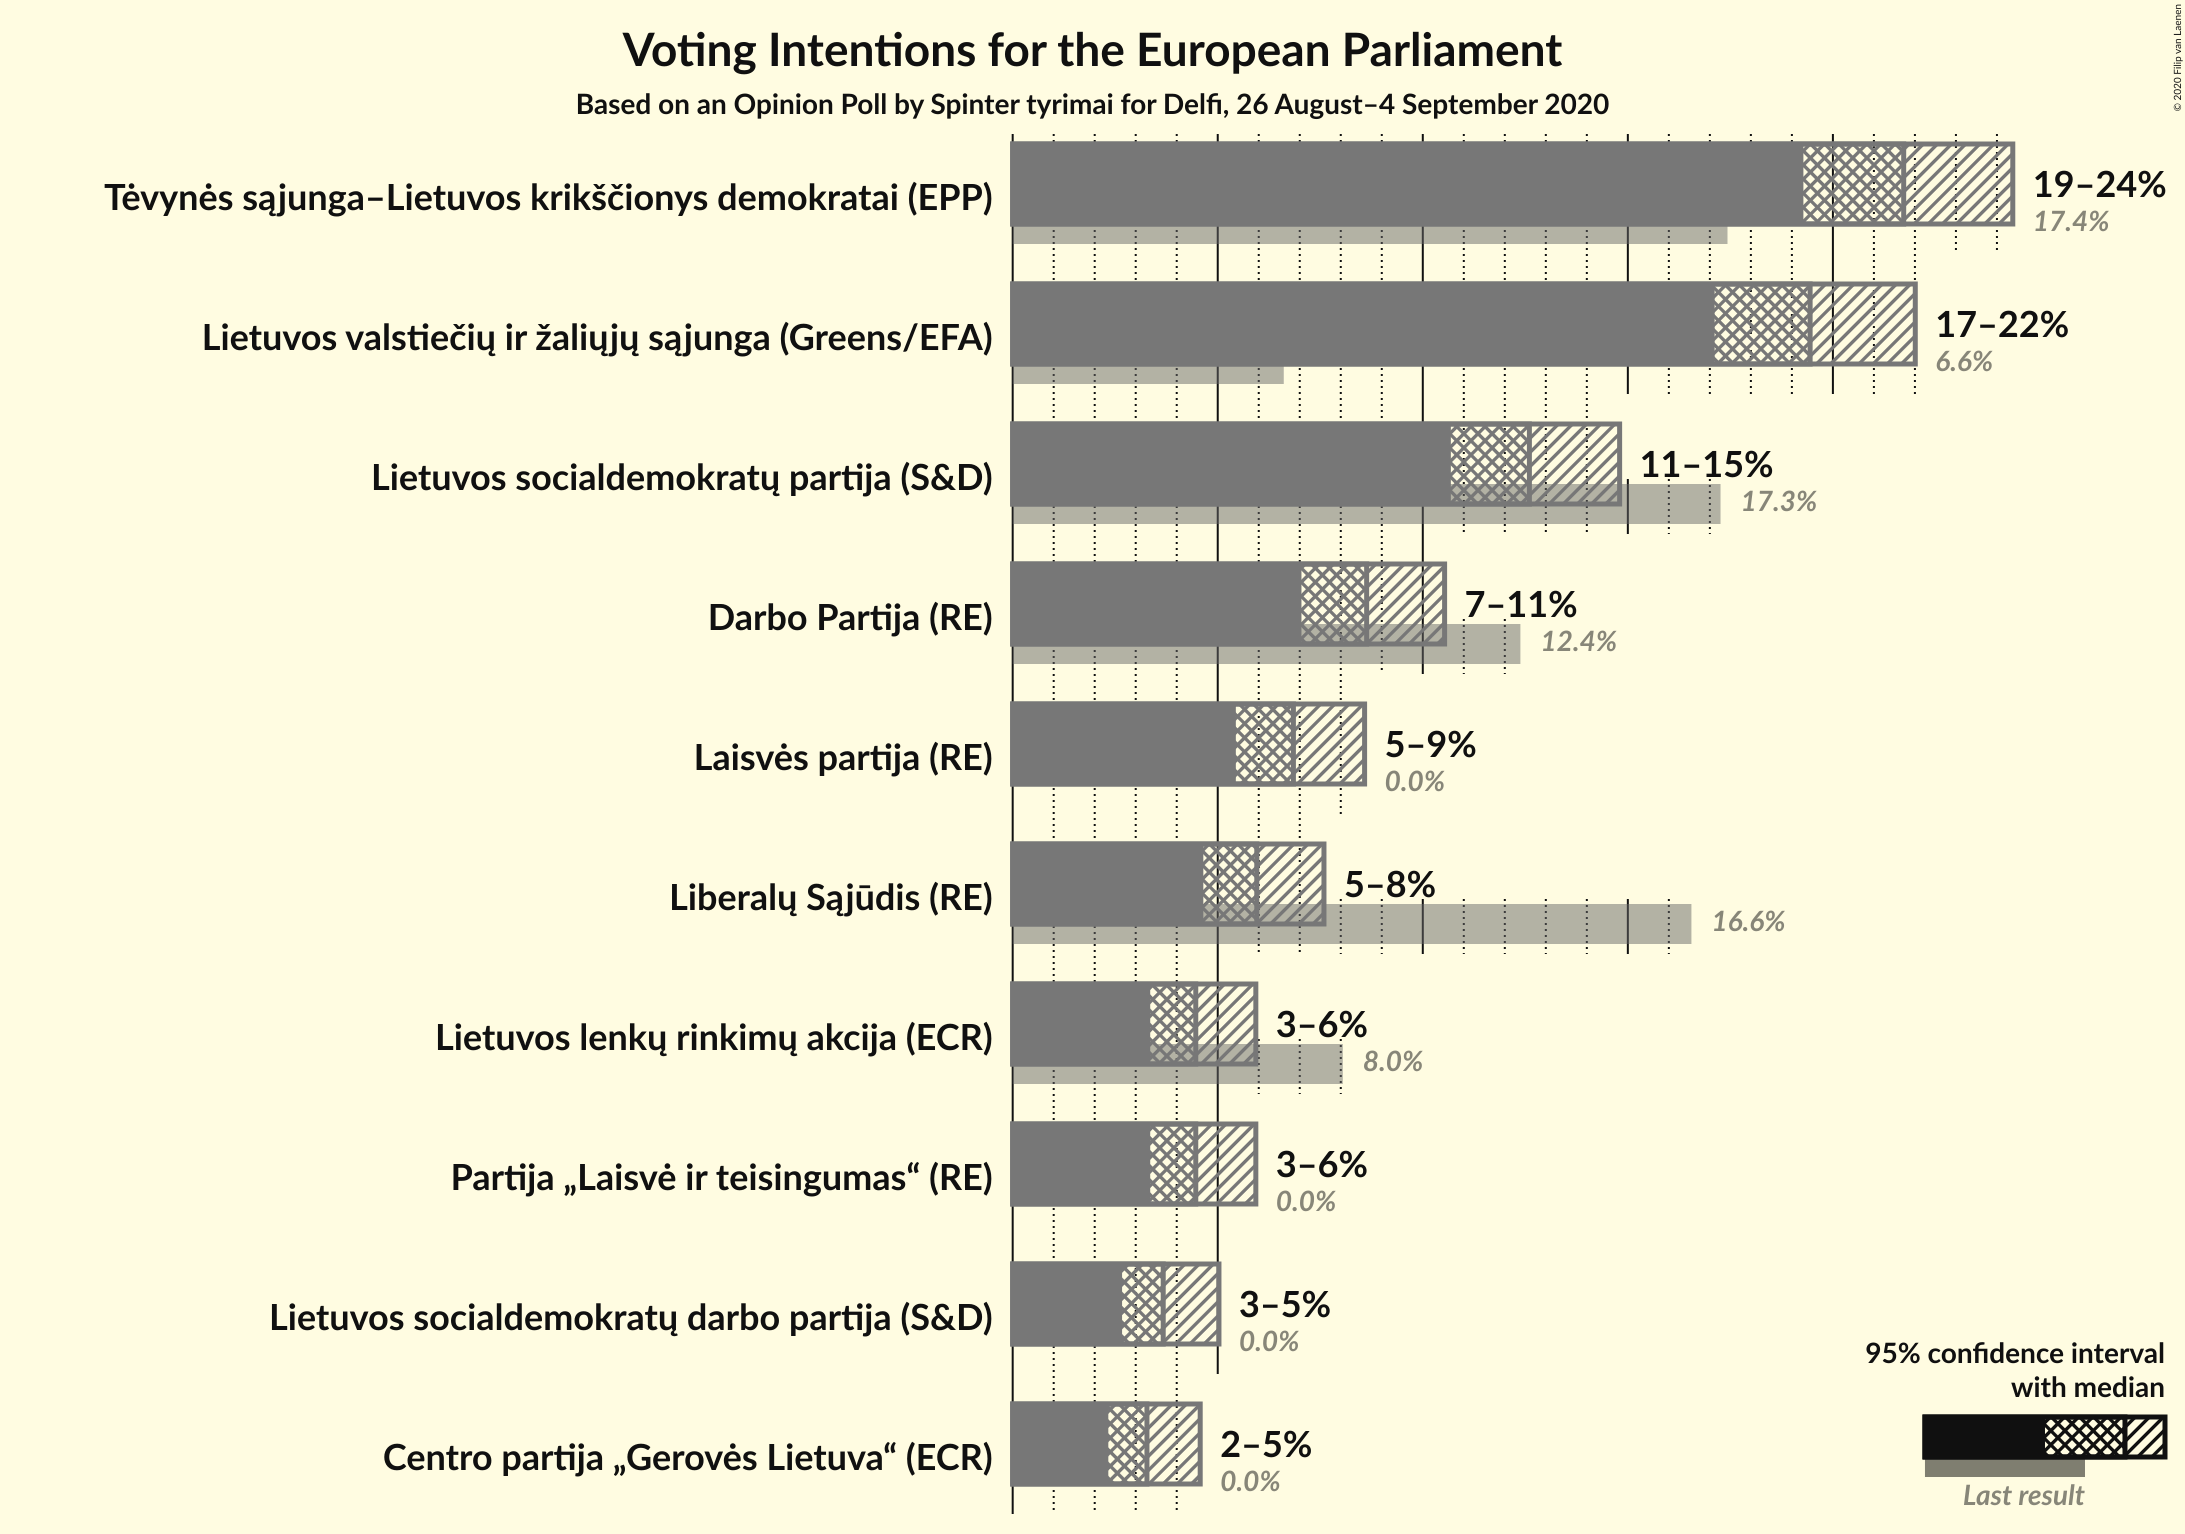 Voting Intentions for the European Parliament
Based on an Opinion Poll by Spinter tyrimai for Delfi, 26 August–4 September 2020
© 2020 Filip van Laenen
Tėvynės sąjunga–Lietuvos krikščionys demokratai (EPP)
19–24%
17.4%
Lietuvos valstiečių ir žaliųjų sąjunga (Greens/EFA)
17–22%
6.6%
Lietuvos socialdemokratų partija (S&D)
11–15%
17.3%
Darbo Partija (RE)
7–11%
12.4%
Laisvės partija (RE)
5–9%
0.0%
Liberalų Sąjūdis (RE)
5–8%
16.6%
Lietuvos lenkų rinkimų akcija (ECR)
3–6%
8.0%
Partija „Laisvė ir teisingumas“ (RE)
3–6%
0.0%
Lietuvos socialdemokratų darbo partija (S&D)
3–5%
0.0%
Centro partija „Gerovės Lietuva“ (ECR)
2–5%
0.0%
95% confidence interval
with median
Last result